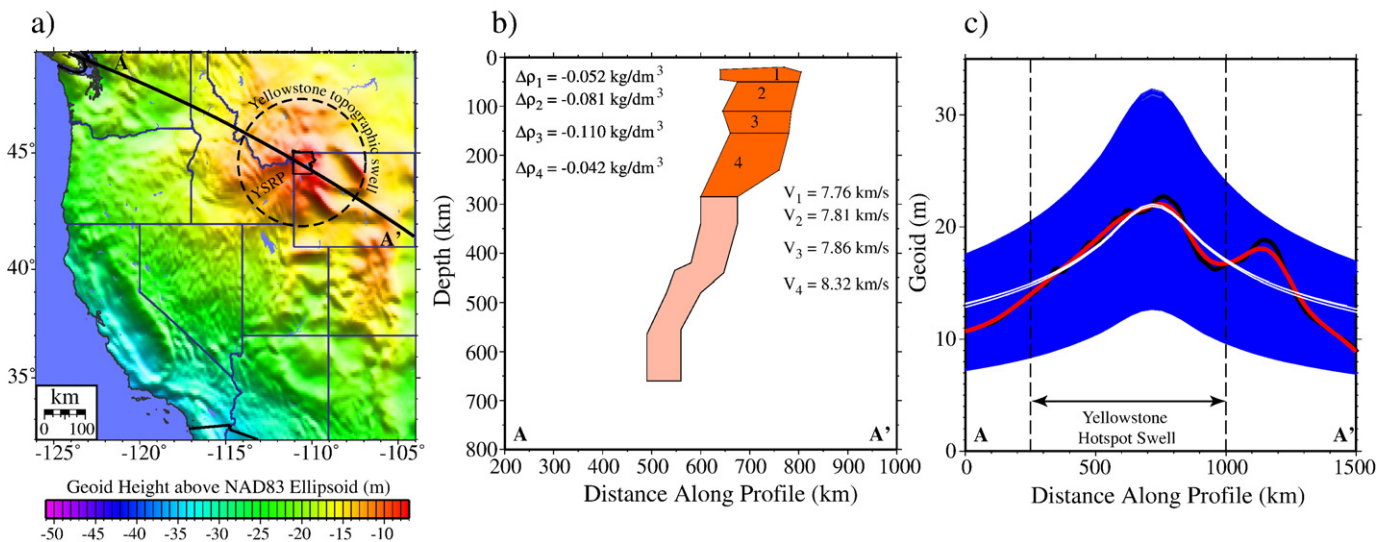 a)
A
A'
Yellowstone topographic swell
YSRP
45°
40°
35°
km
0 100
-125° -120° -115° -110° -105°
Geoid Height above NAD83 Ellipsoid (m)
-50 -45 -40 -35 -30 -25 -20 -15 -10
b)
0
100
200
300
400
500
600
700
800
Depth (km)
Δρ₁ = -0.052 kg/dm³
Δρ₂ = -0.081 kg/dm³
Δρ₃ = -0.110 kg/dm³
Δρ₄ = -0.042 kg/dm³
1
2
3
4
V₁ = 7.76 km/s
V₂ = 7.81 km/s
V₃ = 7.86 km/s
V₄ = 8.32 km/s
A A'
200 300 400 500 600 700 800 900 1000
Distance Along Profile (km)
c)
30
20
10
0
Geoid (m)
Yellowstone
Hotspot Swell
A A'
0 500 1000 1500
Distance Along Profile (km)